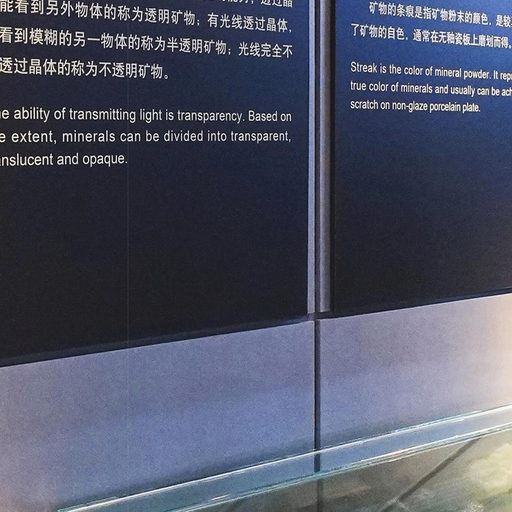 能看到另外物体的称为透明矿物；有光线透过晶体，
看到模糊的另一物体的称为半透明矿物；光线完全不
透过晶体的称为不透明矿物。
ability of transmitting light is transparency. Based on
extent, minerals can be divided into transparent,
anslucent and opaque.
矿物的条痕是指矿物粉末的颜色，是较
了矿物的自色，通常在无釉瓷板上磨划而得。
Streak is the color of mineral powder. It rep
true color of minerals and usually can be ach
scratch on non-glaze porcelain plate.